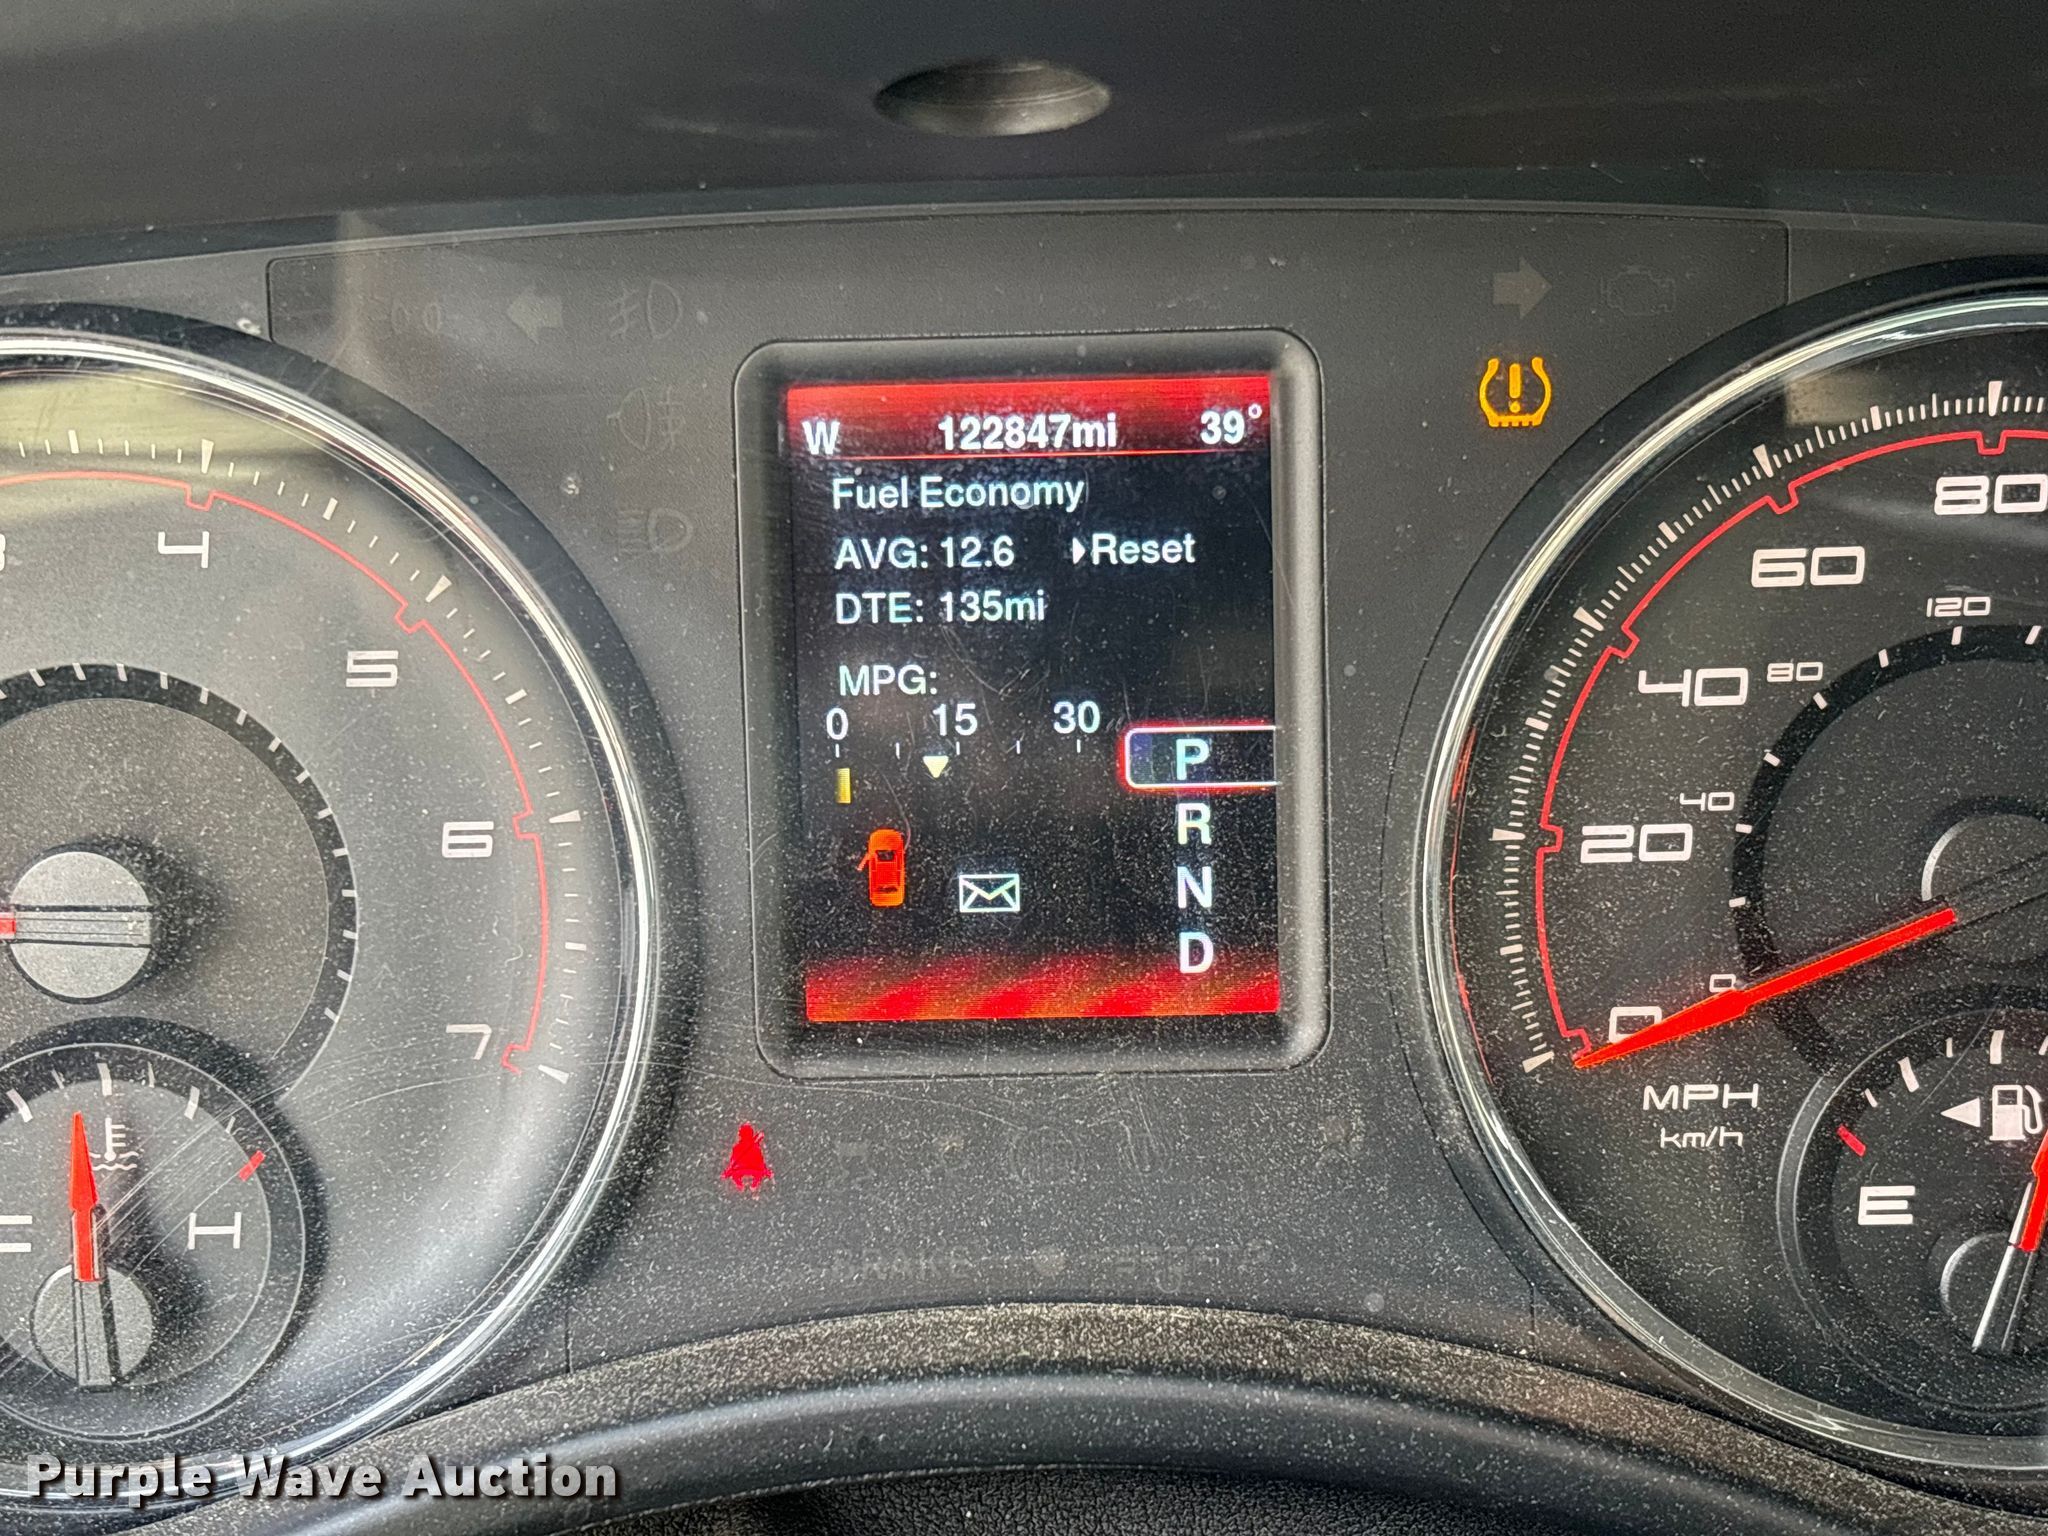 W 122847mi 39°
Fuel Economy
AVG: 12.6 Reset
DTE: 135mi
MPG:
0 15 30
P
R
N
D
4
5
6
7
H
80
60
120
40 80
40
20
0
0
MPH
km/h
E
BRAKE
Purple Wave Auction